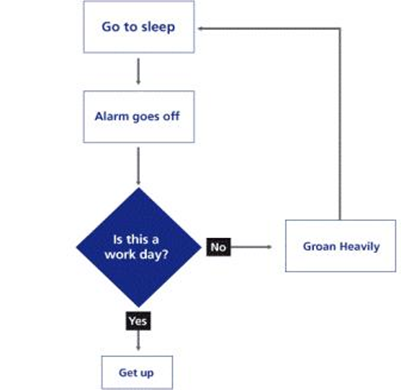 Go to sleep
Alarm goes off
Is this a
work day?
No
Groan Heavily
Yes
Get up